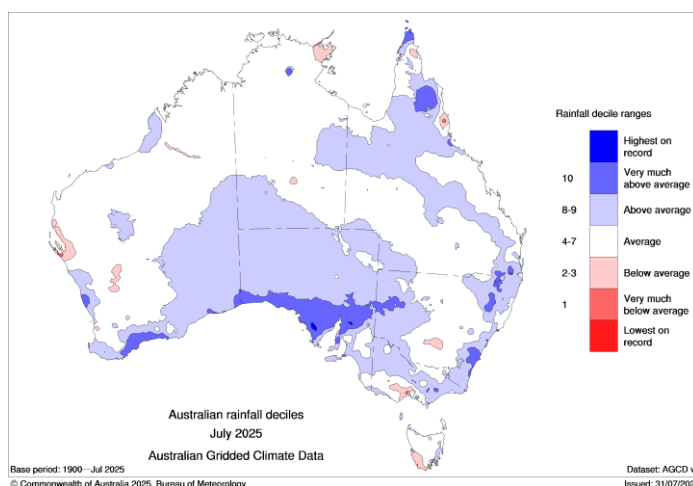 Rainfall decile ranges
Highest on
record
10
Very much
above average
8-9
Above average
4-7
Average
2-3
Below average
1
Very much
below average
Lowest on
record
Australian rainfall deciles
July 2025
Australian Gridded Climate Data
Base period: 1900—Jul 2025
Dataset: AGCD v
© Commonwealth of Australia 2025, Bureau of Meteorology
Issued: 31/07/202